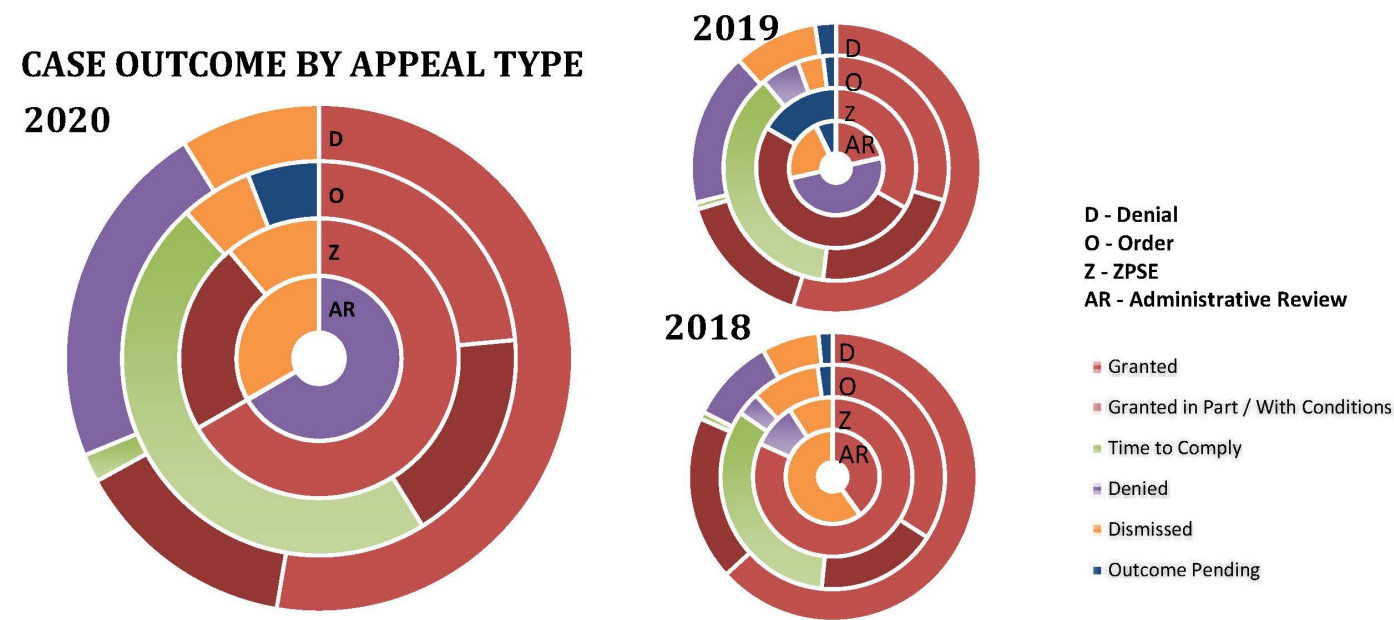 CASE OUTCOME BY APPEAL TYPE
2020
D
O
Z
AR
2019
D
O
Z
AR
2018
D
O
Z
AR
D - Denial
O - Order
Z - ZPSE
AR - Administrative Review
Granted
Granted in Part / With Conditions
Time to Comply
Denied
Dismissed
Outcome Pending